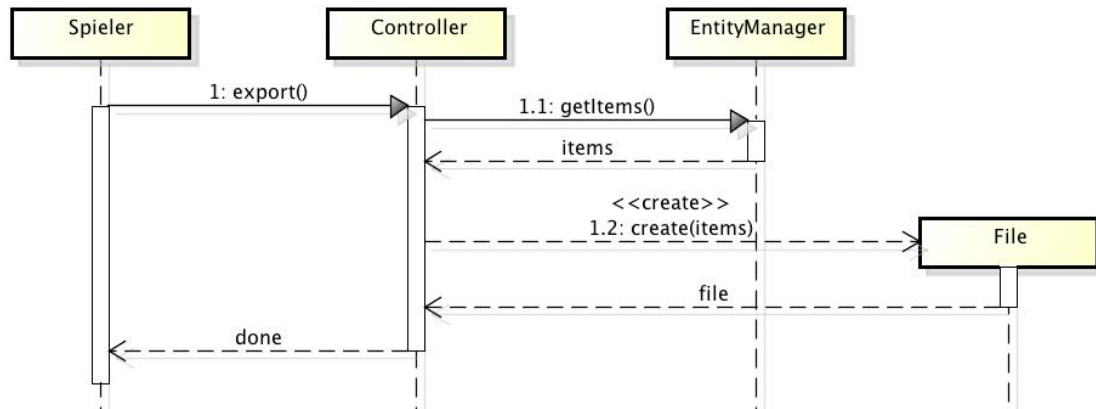 Spieler
Controller
EntityManager
1: export()
1.1: getItems()
items
<<create>>
1.2: create(items)
File
file
done